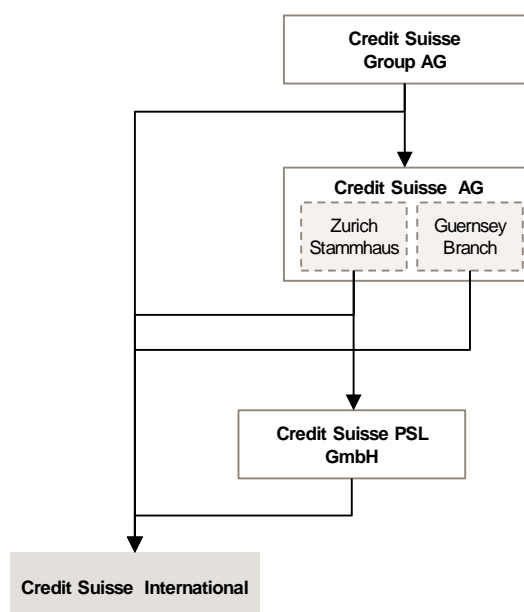 Credit Suisse
Group AG
Credit Suisse AG
Zurich
Stammhaus
Guernsey
Branch
Credit Suisse PSL
GmbH
Credit Suisse International